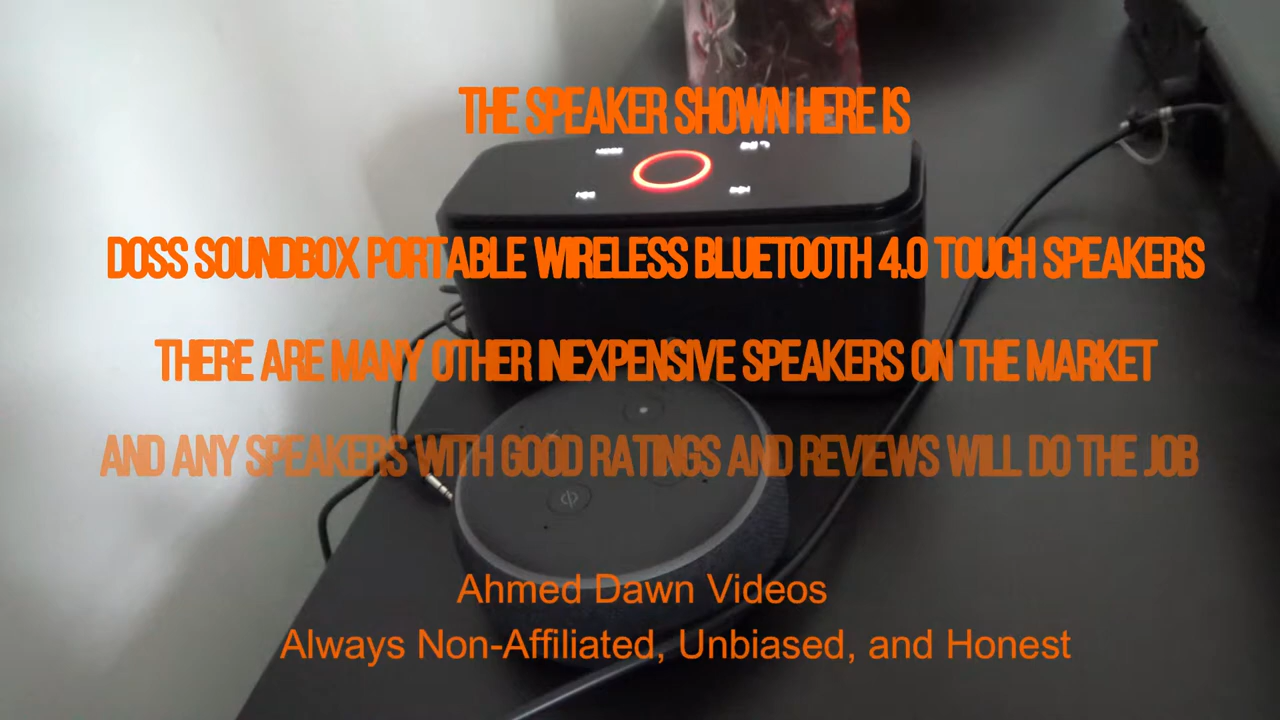 THE SPEAKER SHOWN HERE IS
DOSS SOUNDBOX PORTABLE WIRELESS BLUETOOTH 4.0 TOUCH SPEAKERS
THERE ARE MANY OTHER INEXPENSIVE SPEAKERS ON THE MARKET
AND ANY SPEAKERS WITH GOOD RATINGS AND REVIEWS WILL DO THE JOB
Ahmed Dawn Videos
Always Non-Affiliated, Unbiased, and Honest